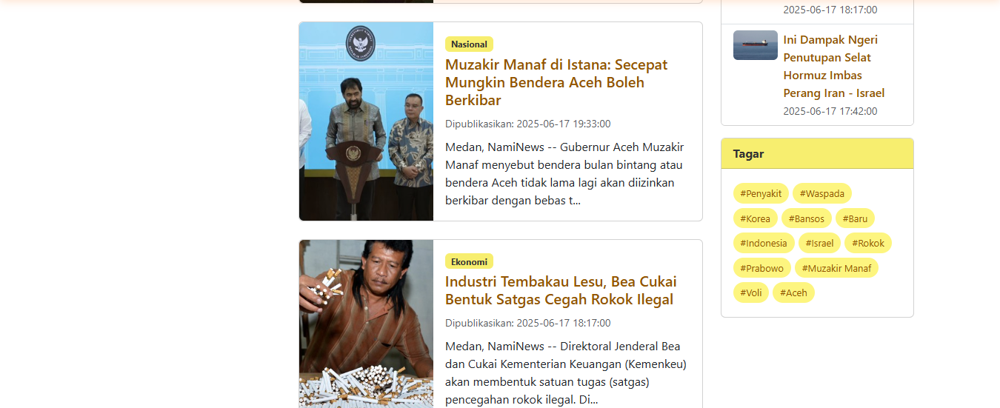 Nasional
Muzakir Manaf di Istana: Secepat
Mungkin Bendera Aceh Boleh
Berkibar
Dipublikasikan: 2025-06-17 19:33:00
Medan, NamiNews -- Gubernur Aceh Muzakir
Manaf menyebut bendera bulan bintang atau
bendera Aceh tidak lama lagi akan diizinkan
berkibar dengan bebas t...
Ekonomi
Industri Tembakau Lesu, Bea Cukai
Bentuk Satgas Cegah Rokok Ilegal
Dipublikasikan: 2025-06-17 18:17:00
Medan, NamiNews -- Direktoral Jenderal Bea
dan Cukai Kementerian Keuangan (Kemenkeu)
akan membentuk satuan tugas (satgas)
pencegahan rokok ilegal. Di...
2025-06-17 18:17:00
Ini Dampak Ngeri
Penutupan Selat
Hormuz Imbas
Perang Iran - Israel
2025-06-17 17:42:00
Tagar
#Penyakit #Waspada
#Korea #Bansos #Baru
#Indonesia #Israel #Rokok
#Prabowo #Muzakir Manaf
#Voli #Aceh